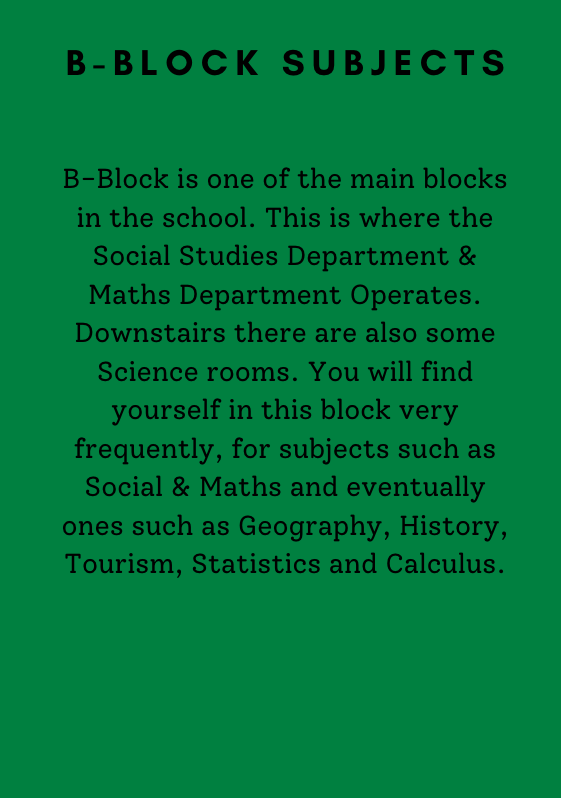 B-BLOCK SUBJECTS
B-Block is one of the main blocks
in the school. This is where the
Social Studies Department &
Maths Department Operates.
Downstairs there are also some
Science rooms. You will find
yourself in this block very
frequently, for subjects such as
Social & Maths and eventually
ones such as Geography, History,
Tourism, Statistics and Calculus.